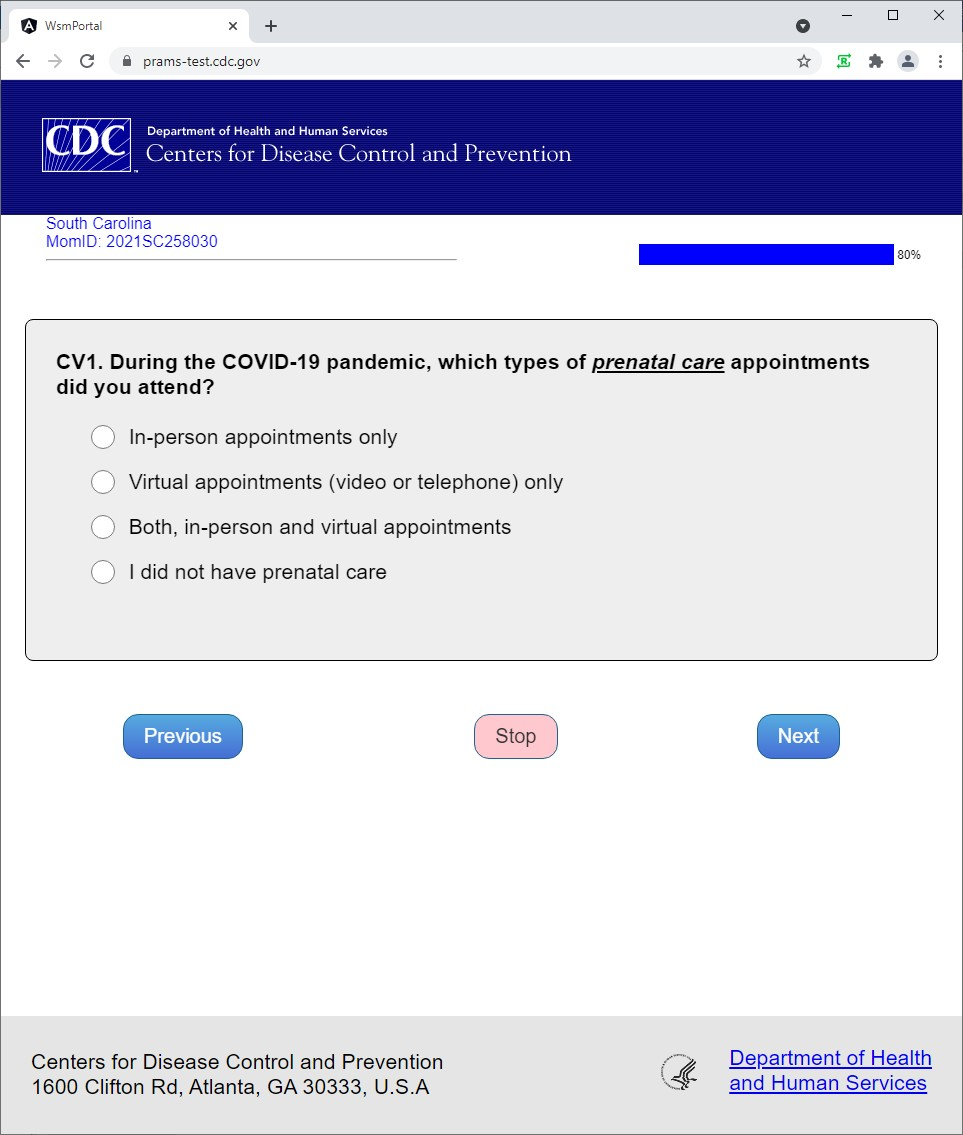 WsmPortal
prams-test.cdc.gov
CDC
TM
Department of Health and Human Services
Centers for Disease Control and Prevention
South Carolina
MomID: 2021SC258030
80%
CV1. During the COVID-19 pandemic, which types of prenatal care appointments
did you attend?
In-person appointments only
Virtual appointments (video or telephone) only
Both, in-person and virtual appointments
I did not have prenatal care
Previous
Stop
Next
Centers for Disease Control and Prevention
1600 Clifton Rd, Atlanta, GA 30333, U.S.A
Department of Health
and Human Services